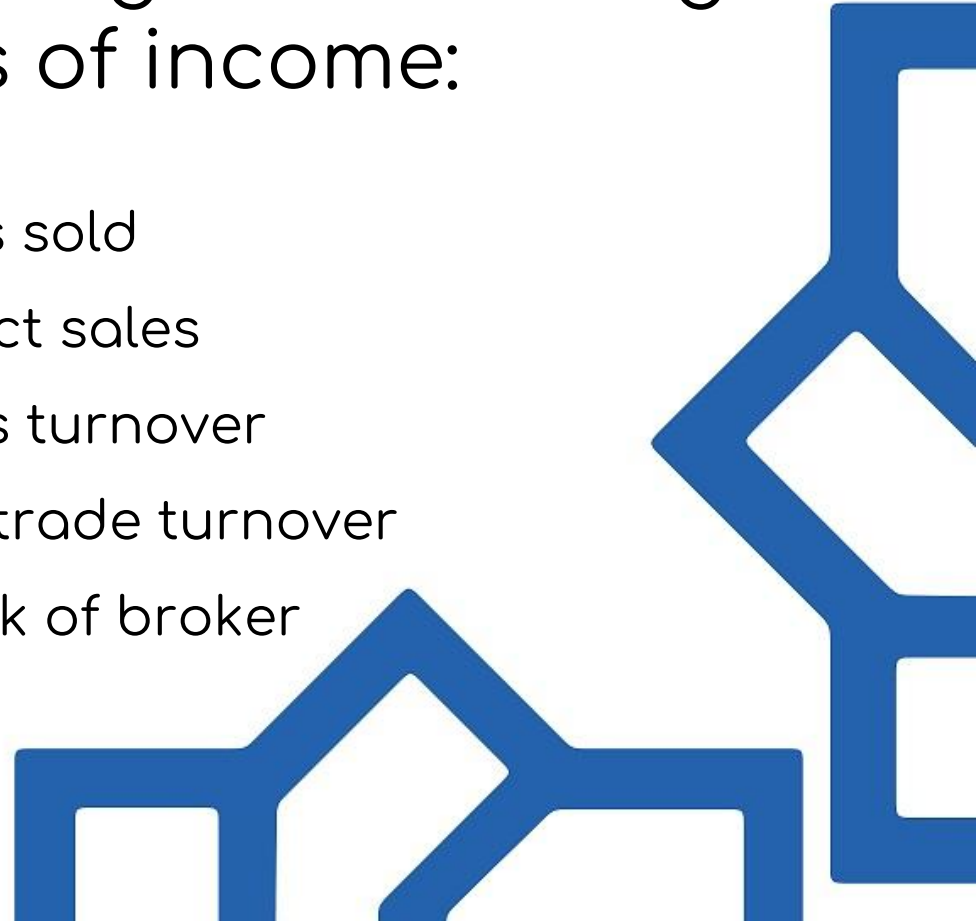 s of income:
s sold
ct sales
s turnover
trade turnover
k of broker